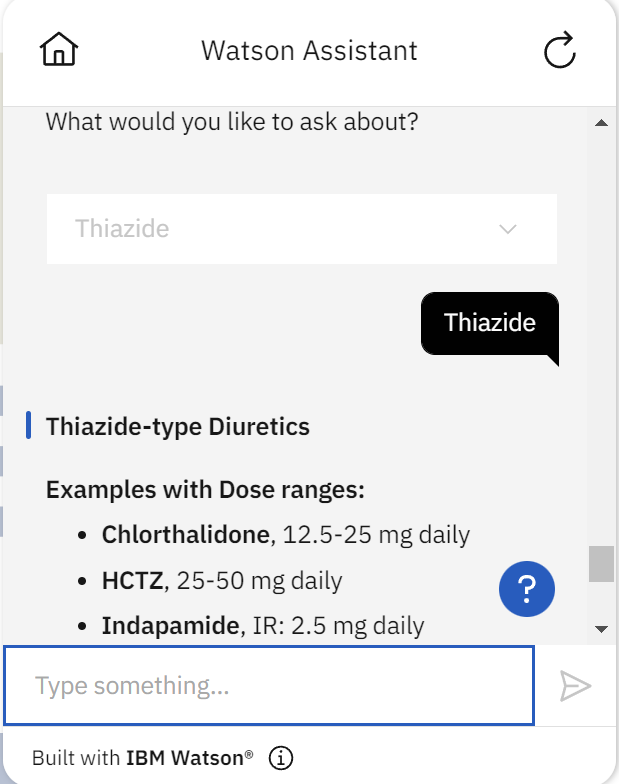 Watson Assistant
What would you like to ask about?
Thiazide
Thiazide
Thiazide-type Diuretics
Examples with Dose ranges:
• Chlorthalidone, 12.5-25 mg daily
• HCTZ, 25-50 mg daily
?
• Indapamide, IR: 2.5 mg daily
Type something...
Built with IBM Watson®